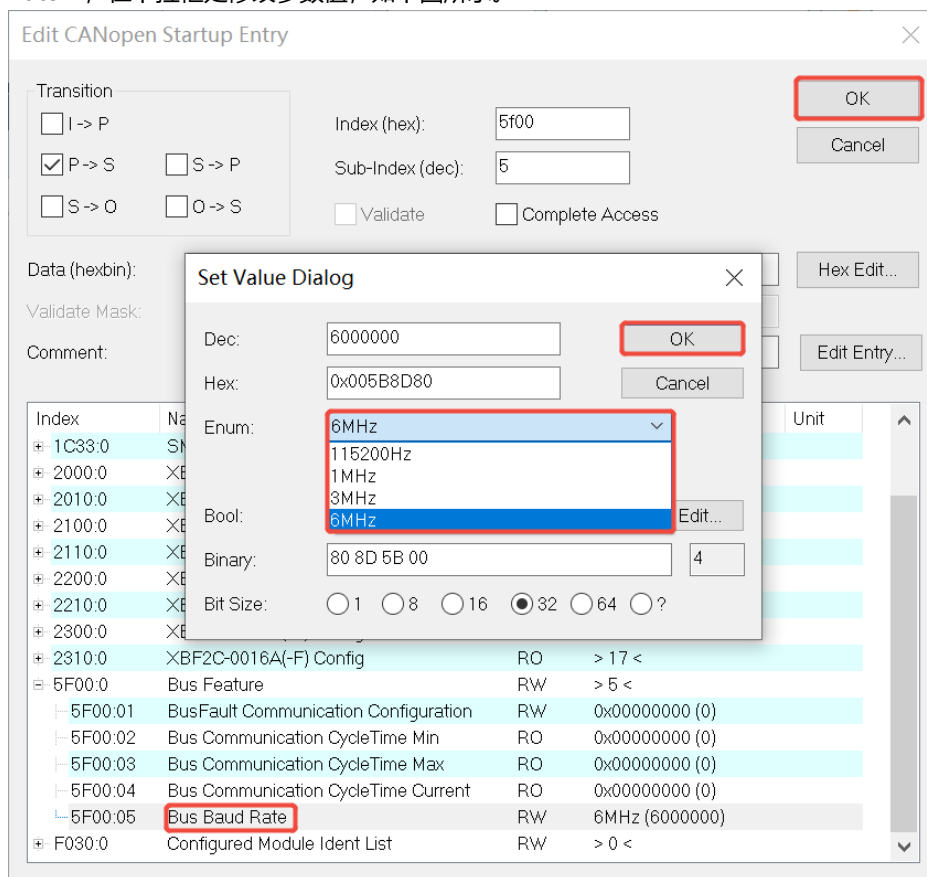 Edit CANopen Startup Entry
Transition
I -> P
P -> S
S -> P
S -> O
O -> S
Index (hex):
5f00
Sub-Index (dec):
5
Validate
Complete Access
OK
Cancel
Data (hexbin):
Hex Edit...
Validate Mask:
Comment:
Edit Entry...
Set Value Dialog
Dec:
6000000
OK
Hex:
0x005B8D80
Cancel
Enum:
6MHz
115200Hz
1MHz
3MHz
6MHz
Bool:
Edit...
Binary:
80 8D 5B 00
4
Bit Size:
1
8
16
32
64
?
Index
Unit
1C33:0
2000:0
2010:0
2100:0
2110:0
2200:0
2210:0
2300:0
2310:0 XBF2C-0016A(-F) Config RO > 17 <
5F00:0 Bus Feature RW > 5 <
5F00:01 BusFault Communication Configuration RW 0x00000000 (0)
5F00:02 Bus Communication CycleTime Min RO 0x00000000 (0)
5F00:03 Bus Communication CycleTime Max RO 0x00000000 (0)
5F00:04 Bus Communication CycleTime Current RO 0x00000000 (0)
5F00:05 Bus Baud Rate RW 6MHz (6000000)
F030:0 Configured Module Ident List RW > 0 <